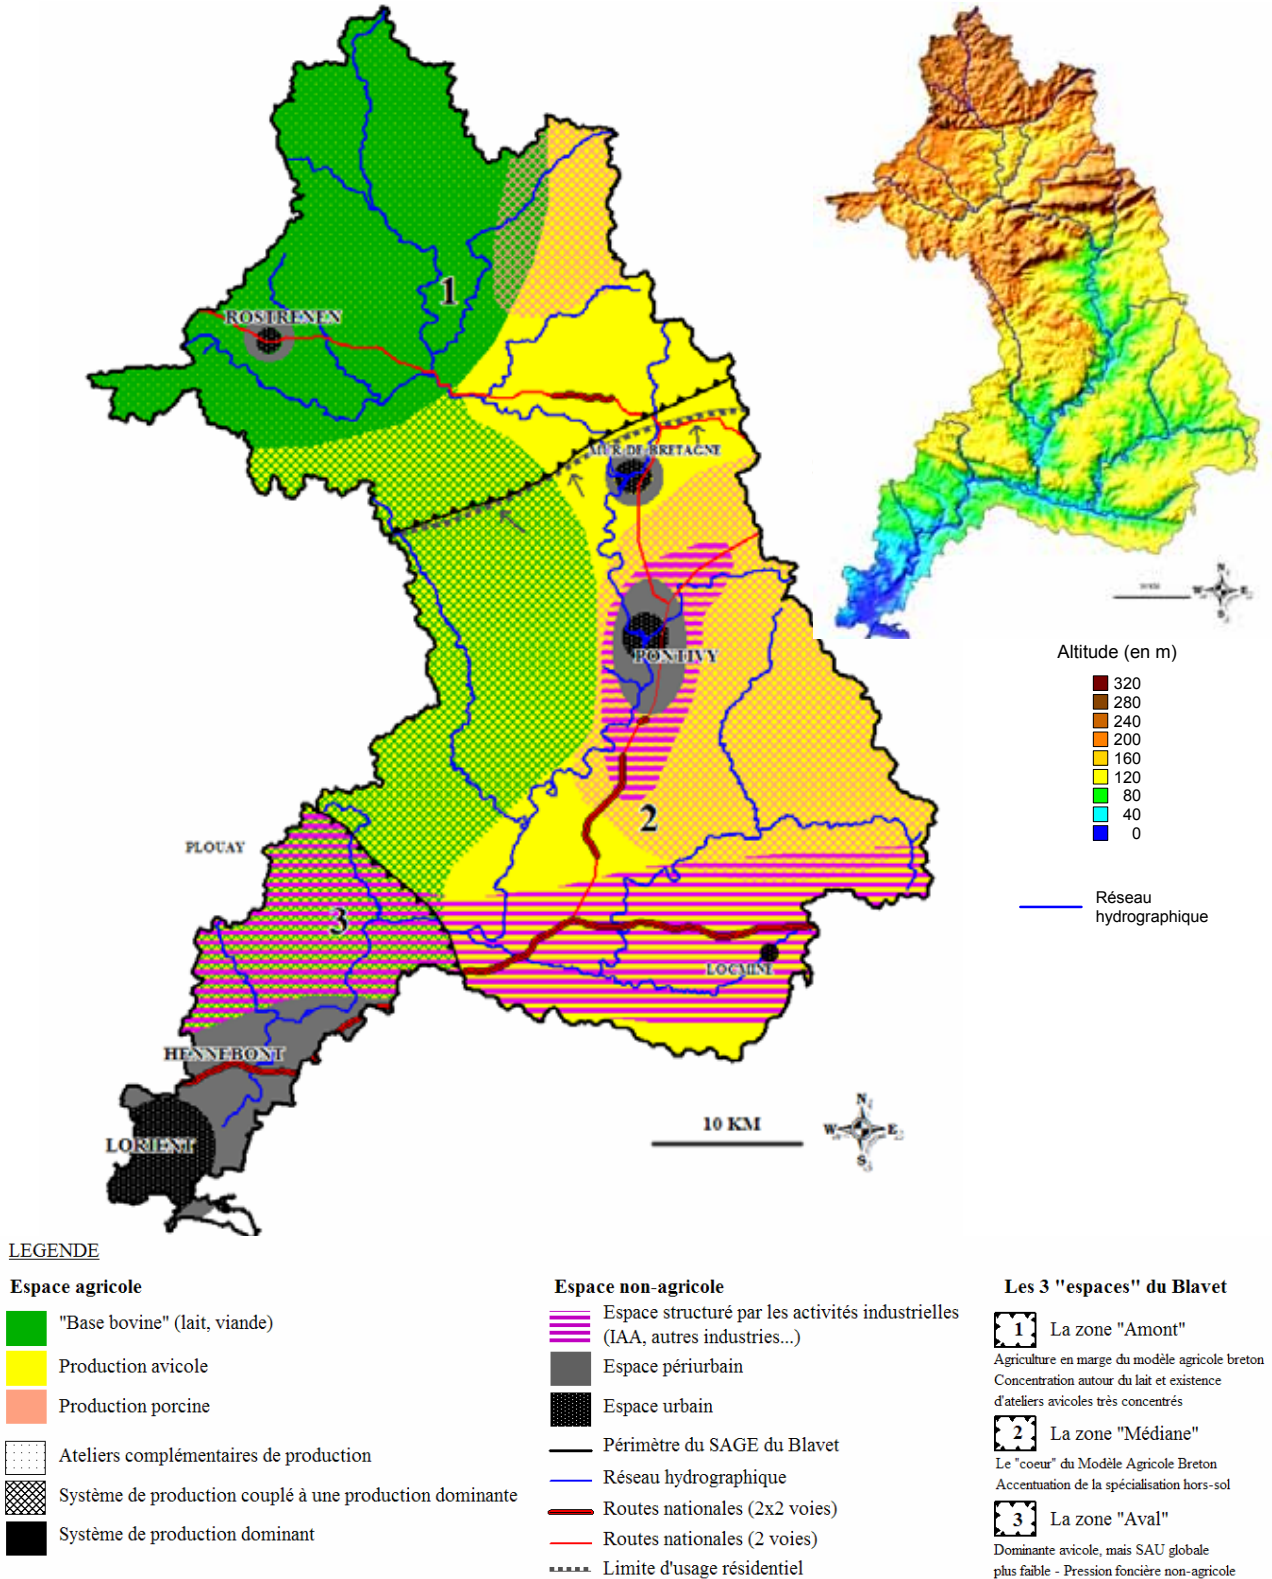 ROSTRENEN
1
MUR DE BRETAGNE
PONTIVY
2
PLOUAY
3
LOCMINE
HENNEBONT
LORIENT
10 KM
N
W E
S
10 KM
N
W E
S
Altitude (en m)
320
280
240
200
160
120
80
40
0
Réseau
hydrographique
LEGENDE
Espace agricole
"Base bovine" (lait, viande)
Production avicole
Production porcine
Ateliers complémentaires de production
Système de production couplé à une production dominante
Système de production dominant
Espace non-agricole
Espace structuré par les activités industrielles
(IAA, autres industries...)
Espace périurbain
Espace urbain
Périmètre du SAGE du Blavet
Réseau hydrographique
Routes nationales (2x2 voies)
Routes nationales (2 voies)
Limite d'usage résidentiel
Les 3 "espaces" du Blavet
1 La zone "Amont"
Agriculture en marge du modèle agricole breton
Concentration autour du lait et existence
d'ateliers avicoles très concentrés
2 La zone "Médiane"
Le "coeur" du Modèle Agricole Breton
Accentuation de la spécialisation hors-sol
3 La zone "Aval"
Dominante avicole, mais SAU globale
plus faible - Pression foncière non-agricole